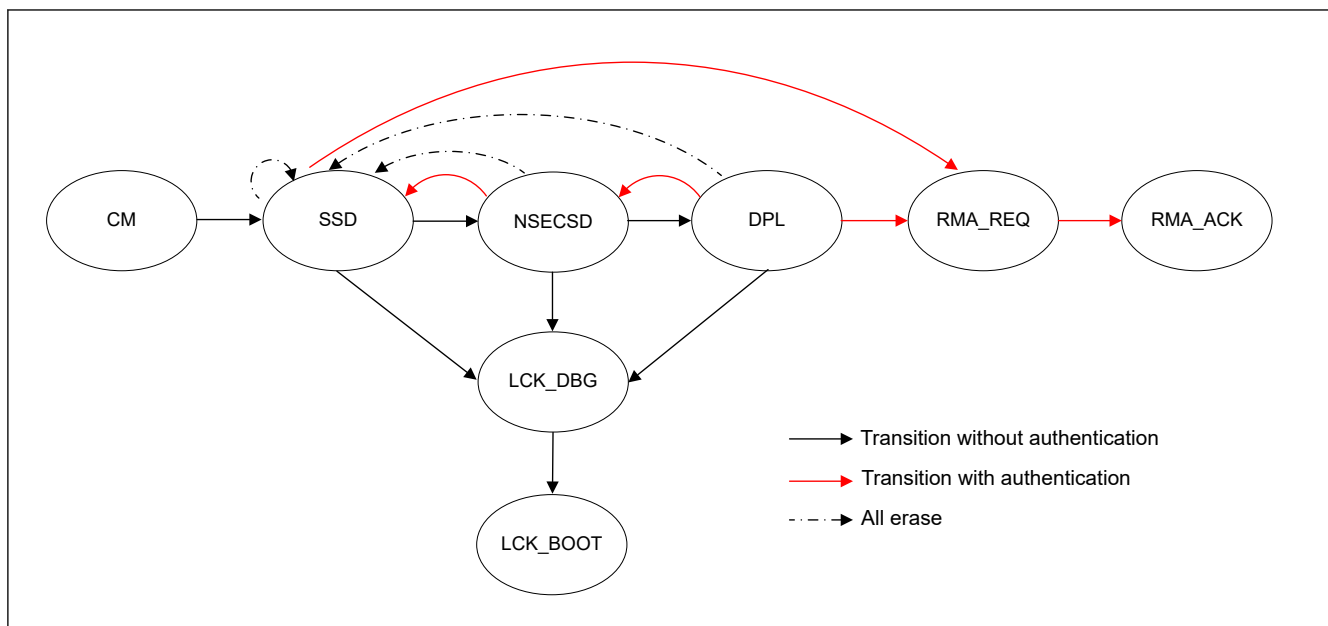 CM
SSD
NSECSD
DPL
RMA_REQ
RMA_ACK
LCK_DBG
LCK_BOOT
Transition without authentication
Transition with authentication
All erase